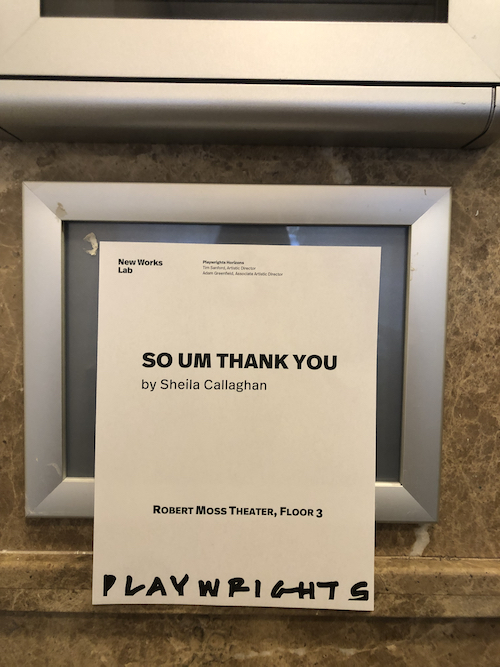 New Works
Lab
Playwrights Horizons
Tim Sanford, Artistic Director
Adam Greenfield, Associate Artistic Director
SO UM THANK YOU
by Sheila Callaghan
ROBERT MOSS THEATER, FLOOR 3
PLAYWRIGHTS